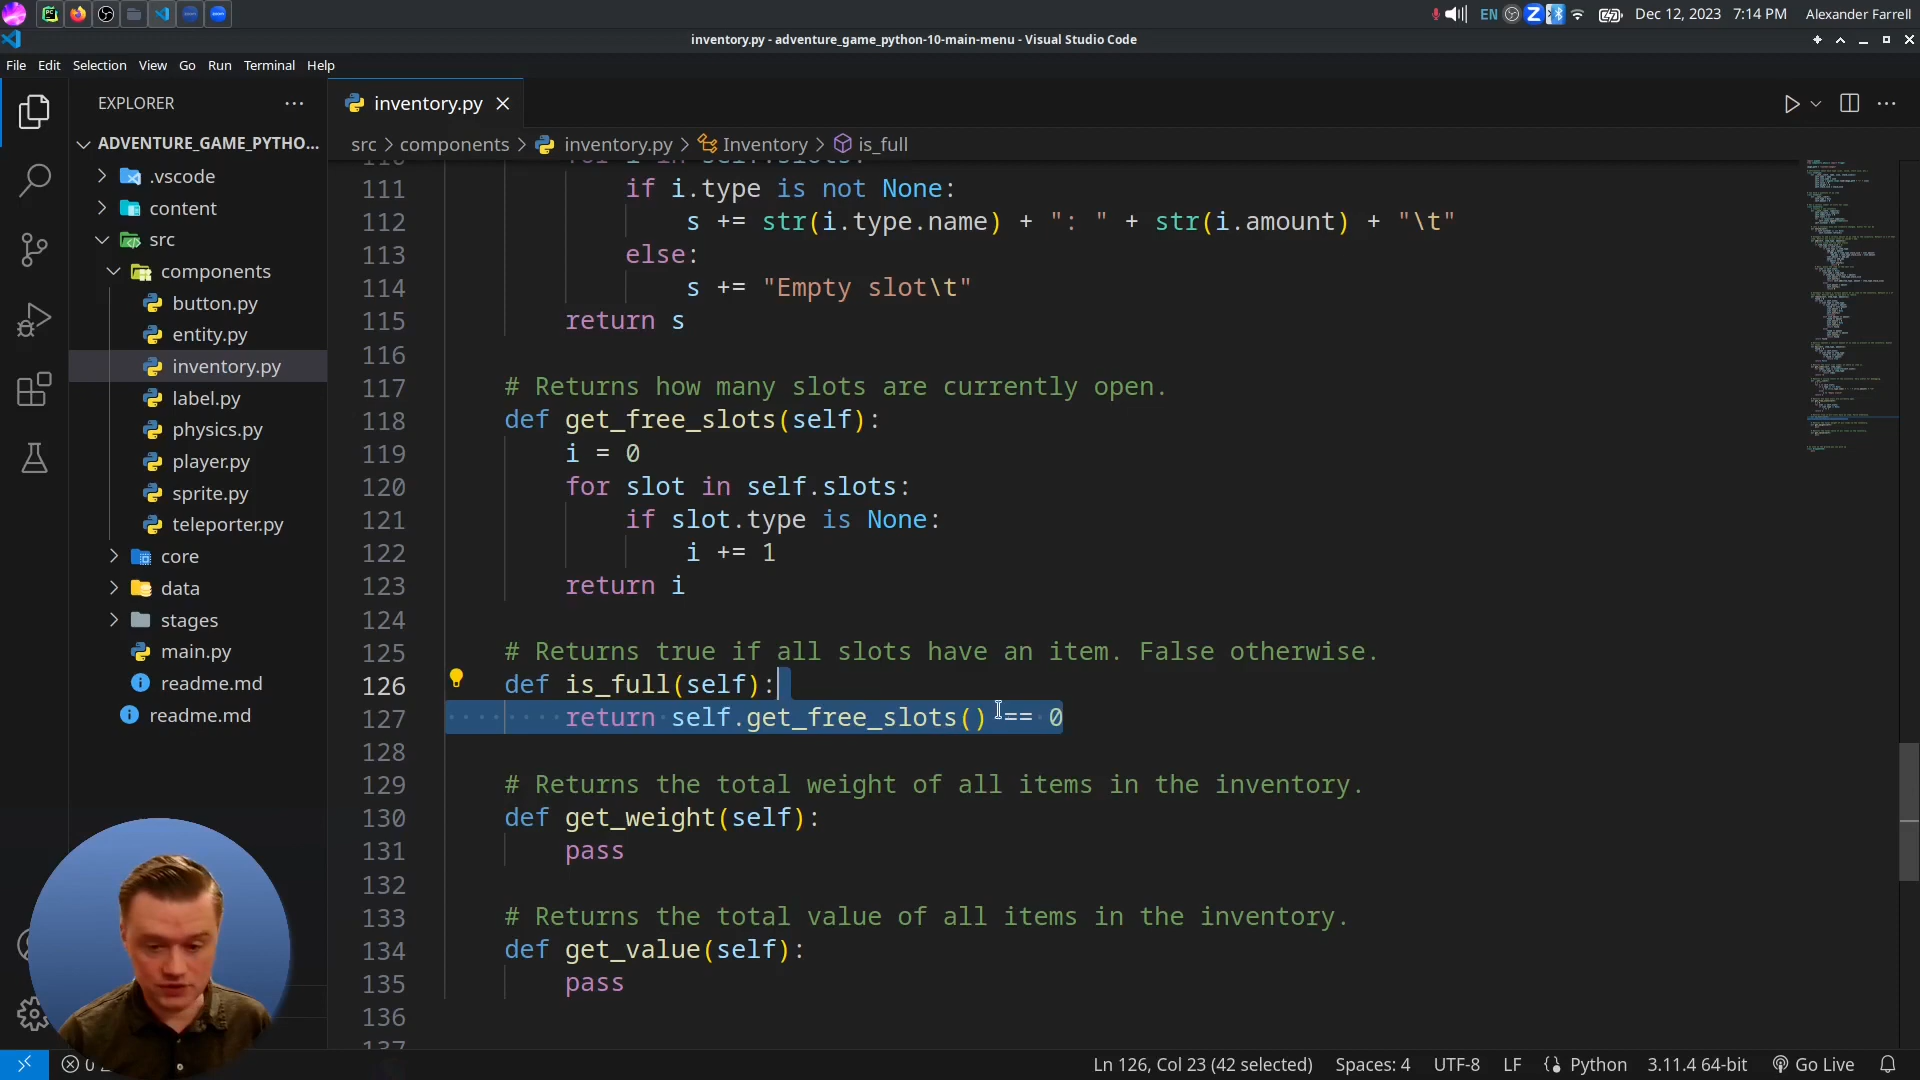 EN
Dec 12, 2023 7:14 PM Alexander Farrell
inventory.py - adventure_game_python-10-main-menu - Visual Studio Code
File Edit Selection View Go Run Terminal Help
EXPLORER
ADVENTURE_GAME_PYTHO...
.vscode
content
src
components
button.py
entity.py
inventory.py
label.py
physics.py
player.py
sprite.py
teleporter.py
core
data
stages
main.py
readme.md
readme.md
inventory.py
src > components > inventory.py > Inventory > is_full
110 for i in self.slots:
111 if i.type is not None:
112 s += str(i.type.name) + ": " + str(i.amount) + "\t"
113 else:
114 s += "Empty slot\t"
115 return s
116
117 # Returns how many slots are currently open.
118 def get_free_slots(self):
119 i = 0
120 for slot in self.slots:
121 if slot.type is None:
122 i += 1
123 return i
124
125 # Returns true if all slots have an item. False otherwise.
126 def is_full(self):
127 return self.get_free_slots() == 0
128
129 # Returns the total weight of all items in the inventory.
130 def get_weight(self):
131 pass
132
133 # Returns the total value of all items in the inventory.
134 def get_value(self):
135 pass
136
137
0
Ln 126, Col 23 (42 selected) Spaces: 4 UTF-8 LF Python 3.11.4 64-bit Go Live